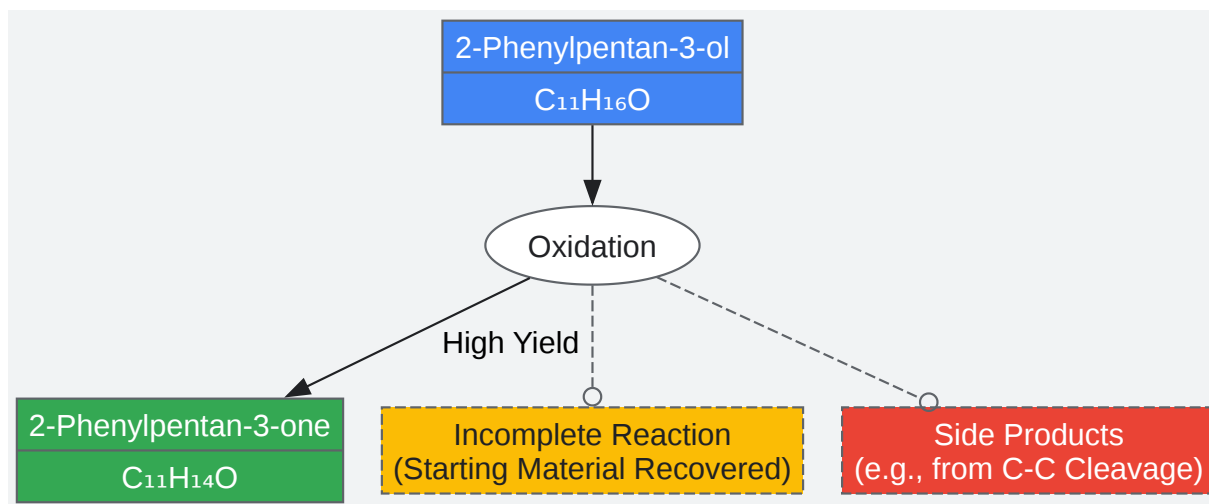 2-Phenylpentan-3-ol
C₁₁H₁₆O
Oxidation
High Yield
2-Phenylpentan-3-one
C₁₁H₁₄O
Incomplete Reaction
(Starting Material Recovered)
Side Products
(e.g., from C-C Cleavage)